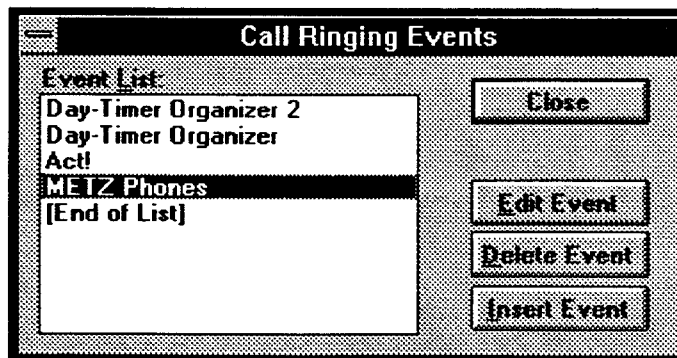 Call Ringing Events
Event List:
Day-Timer Organizer 2
Day-Timer Organizer
Act!
METZ Phones
[End of List]
Close
Edit Event
Delete Event
Insert Event